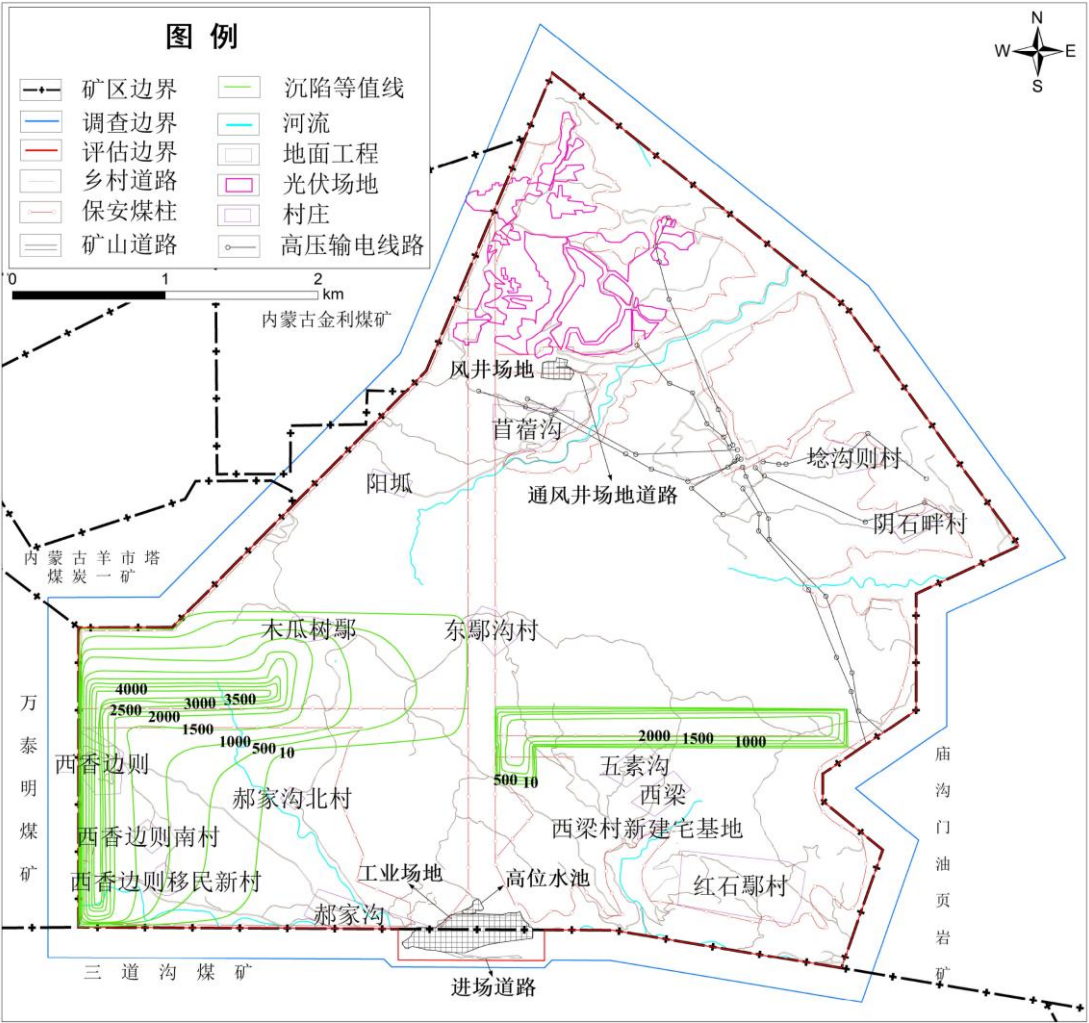 图 例
矿区边界
沉陷等值线
调查边界
河流
评估边界
地面工程
乡村道路
光伏场地
保安煤柱
村庄
矿山道路
高压输电线路
0 1 2
km
N
W E
S
内蒙古金利煤矿
风井场地
苜蓿沟
阳坬
通风井场地道路
埝沟则村
阴石畔村
内蒙古羊市塔
煤炭一矿
木瓜树鄢
东鄢沟村
4000
2500 3000 3500
2000
1500
1000
500 10
2000 1500 1000
500 10
万泰明煤矿
西香边则
郝家沟北村
五素沟
西梁
西梁村新建宅基地
西香边则南村
西香边则移民新村
工业场地
高位水池
红石鄢村
郝家沟
庙沟门油页岩矿
三道沟煤矿
进场道路